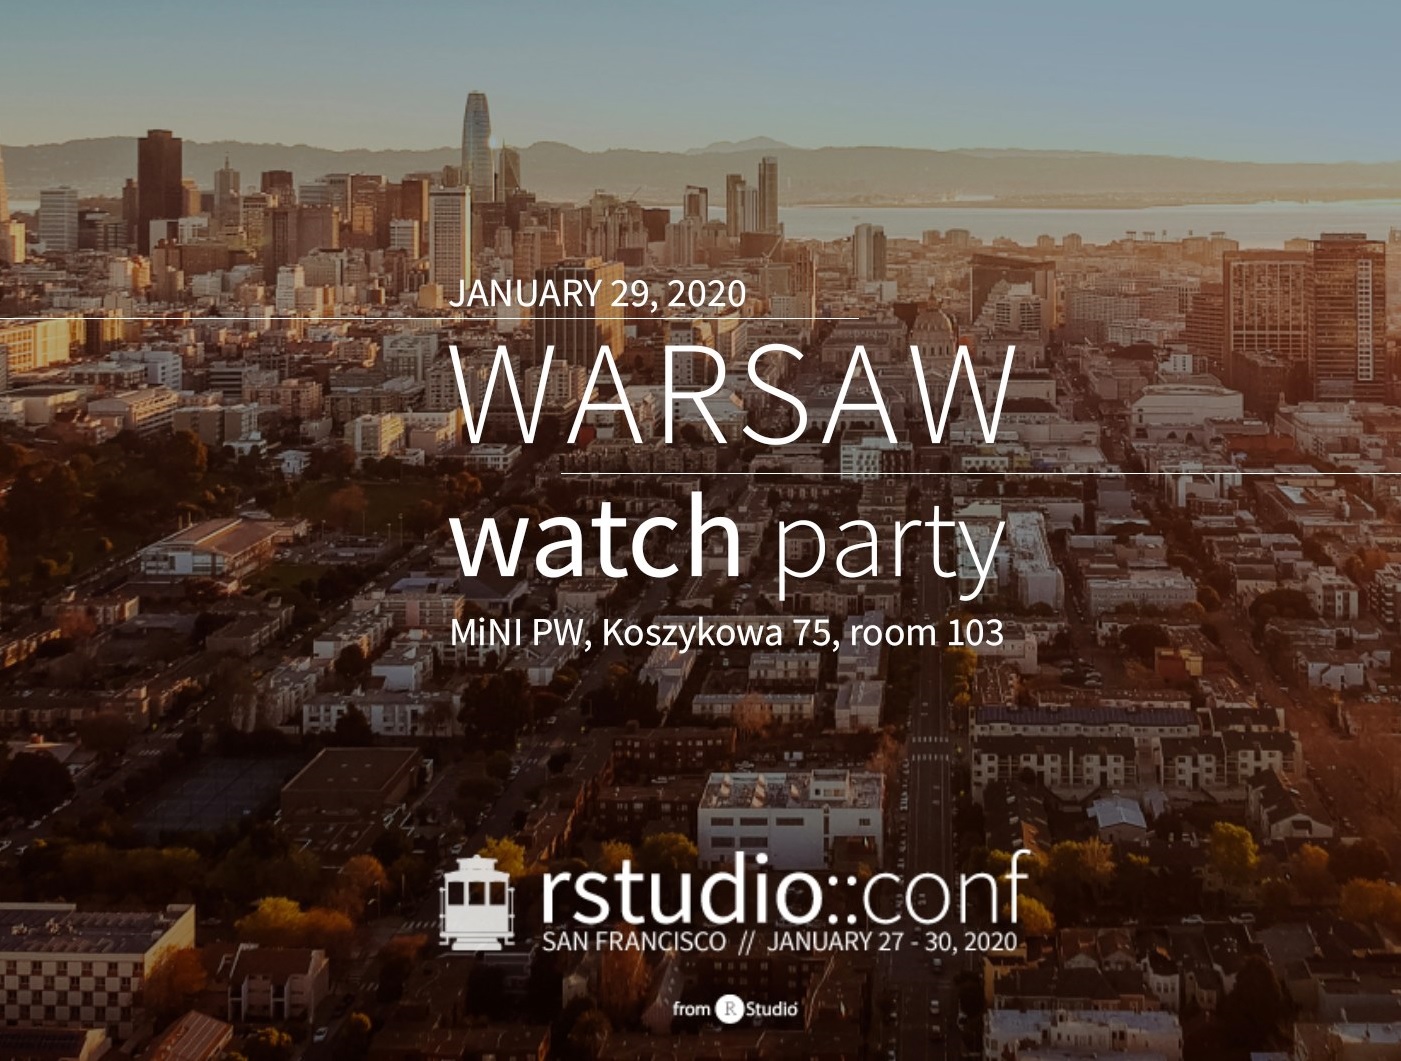 JANUARY 29, 2020
WARSAW
watch party
MiNI PW, Koszykowa 75, room 103
rstudio::conf
SAN FRANCISCO // JANUARY 27 - 30, 2020
from R Studio